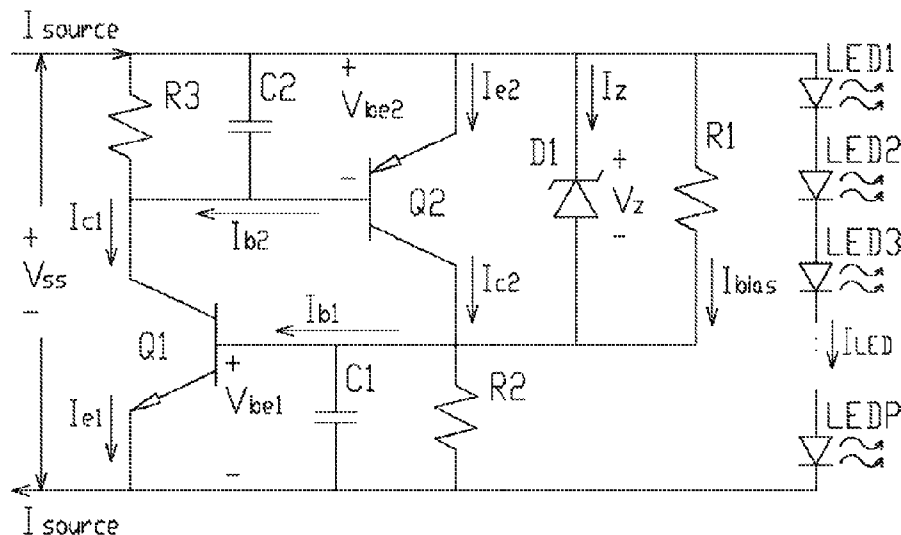 I source
LED1
R3
C2
+
Vbe2
-
Ie2
Iz
D1
+
Vz
-
R1
LED2
Q2
Ic1
Ib2
+
Vss
-
LED3
Ic2
Ibias
Ib1
Q1
+
Vbe1
-
C1
R2
ILED
Ie1
LEDP
I source